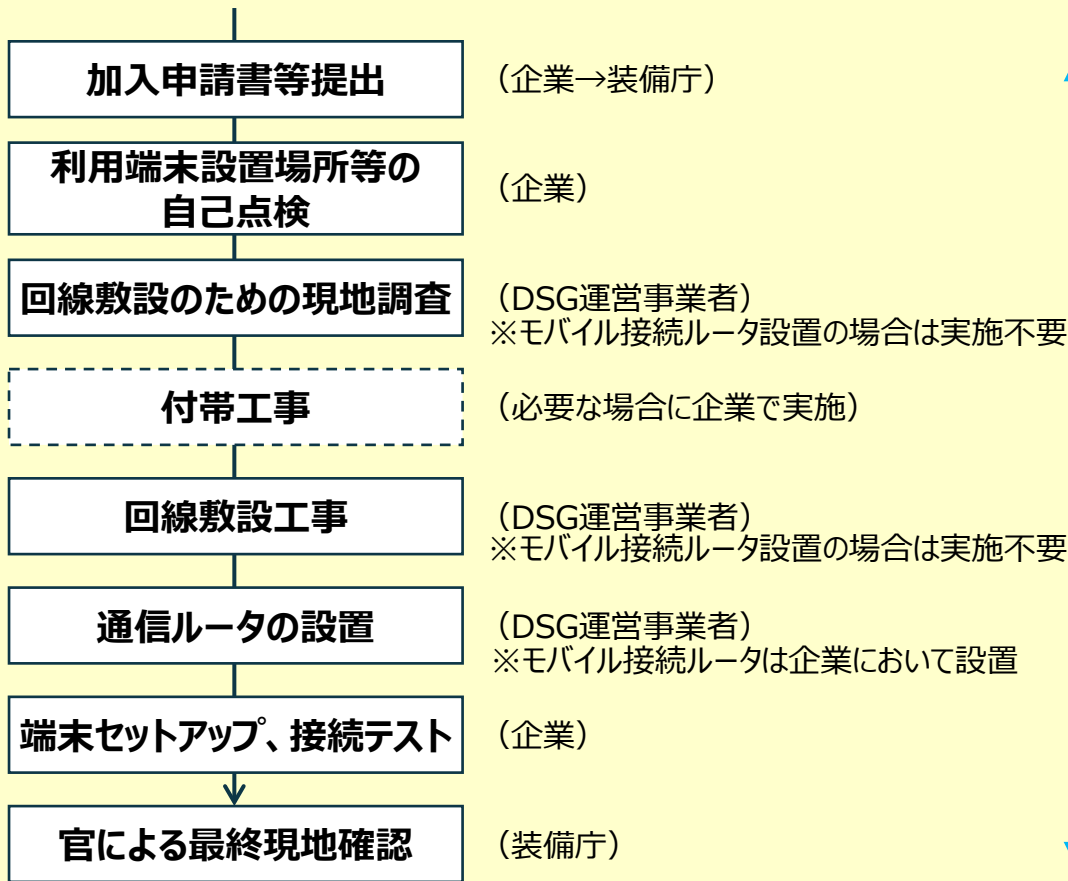 加入申請書等提出
（企業→装備庁）
利用端末設置場所等の
自己点検
（企業）
回線敷設のための現地調査
（DSG運営事業者）
※モバイル接続ルータ設置の場合は実施不要
付帯工事
（必要な場合に企業で実施）
回線敷設工事
（DSG運営事業者）
※モバイル接続ルータ設置の場合は実施不要
通信ルータの設置
（DSG運営事業者）
※モバイル接続ルータは企業において設置
端末セットアップ、接続テスト
（企業）
官による最終現地確認
（装備庁）